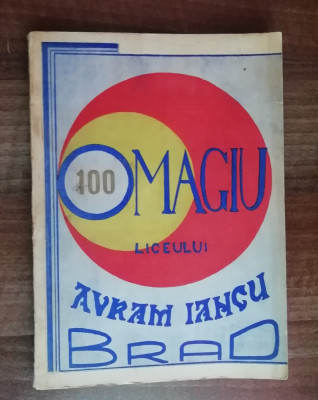 100
OMAGIU
LICEULUI
AVRAM IANCU
BRAD